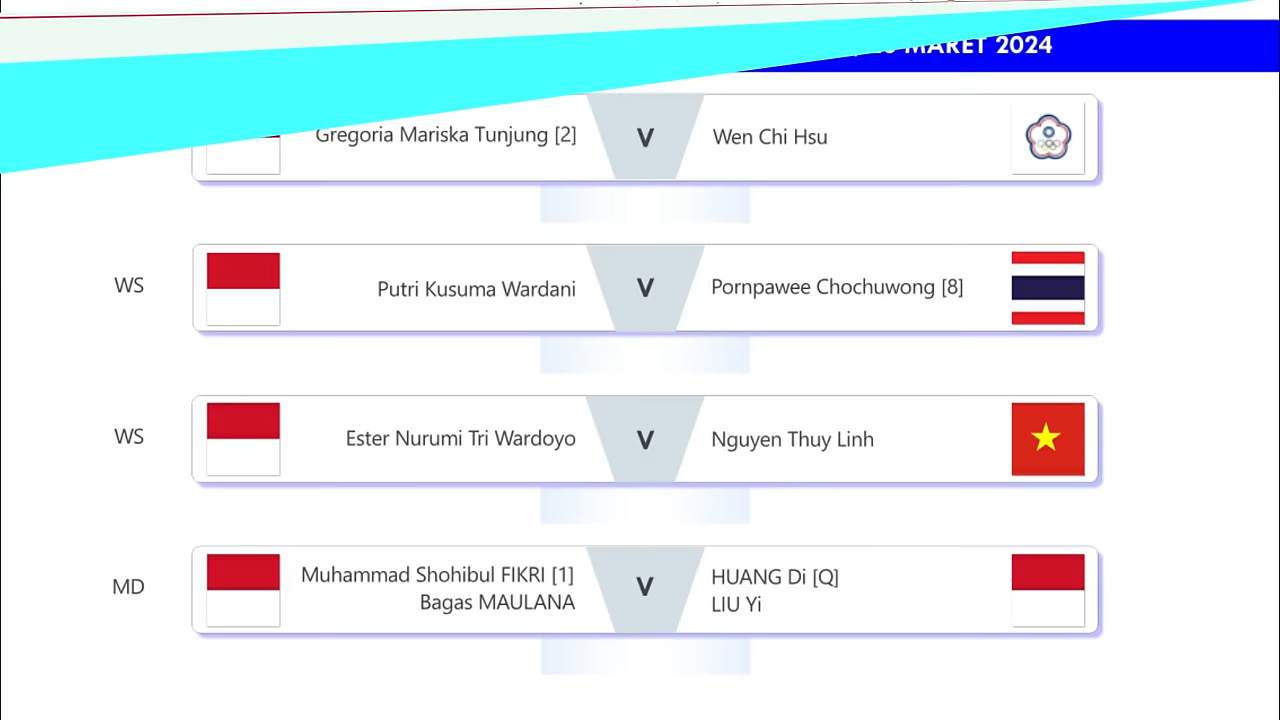 MARET 2024
Gregoria Mariska Tunjung [2]
V
Wen Chi Hsu
WS
Putri Kusuma Wardani
V
Pornpawee Chochuwong [8]
WS
Ester Nurumi Tri Wardoyo
V
Nguyen Thuy Linh
MD
Muhammad Shohibul FIKRI [1]
Bagas MAULANA
V
HUANG Di [Q]
LIU Yi